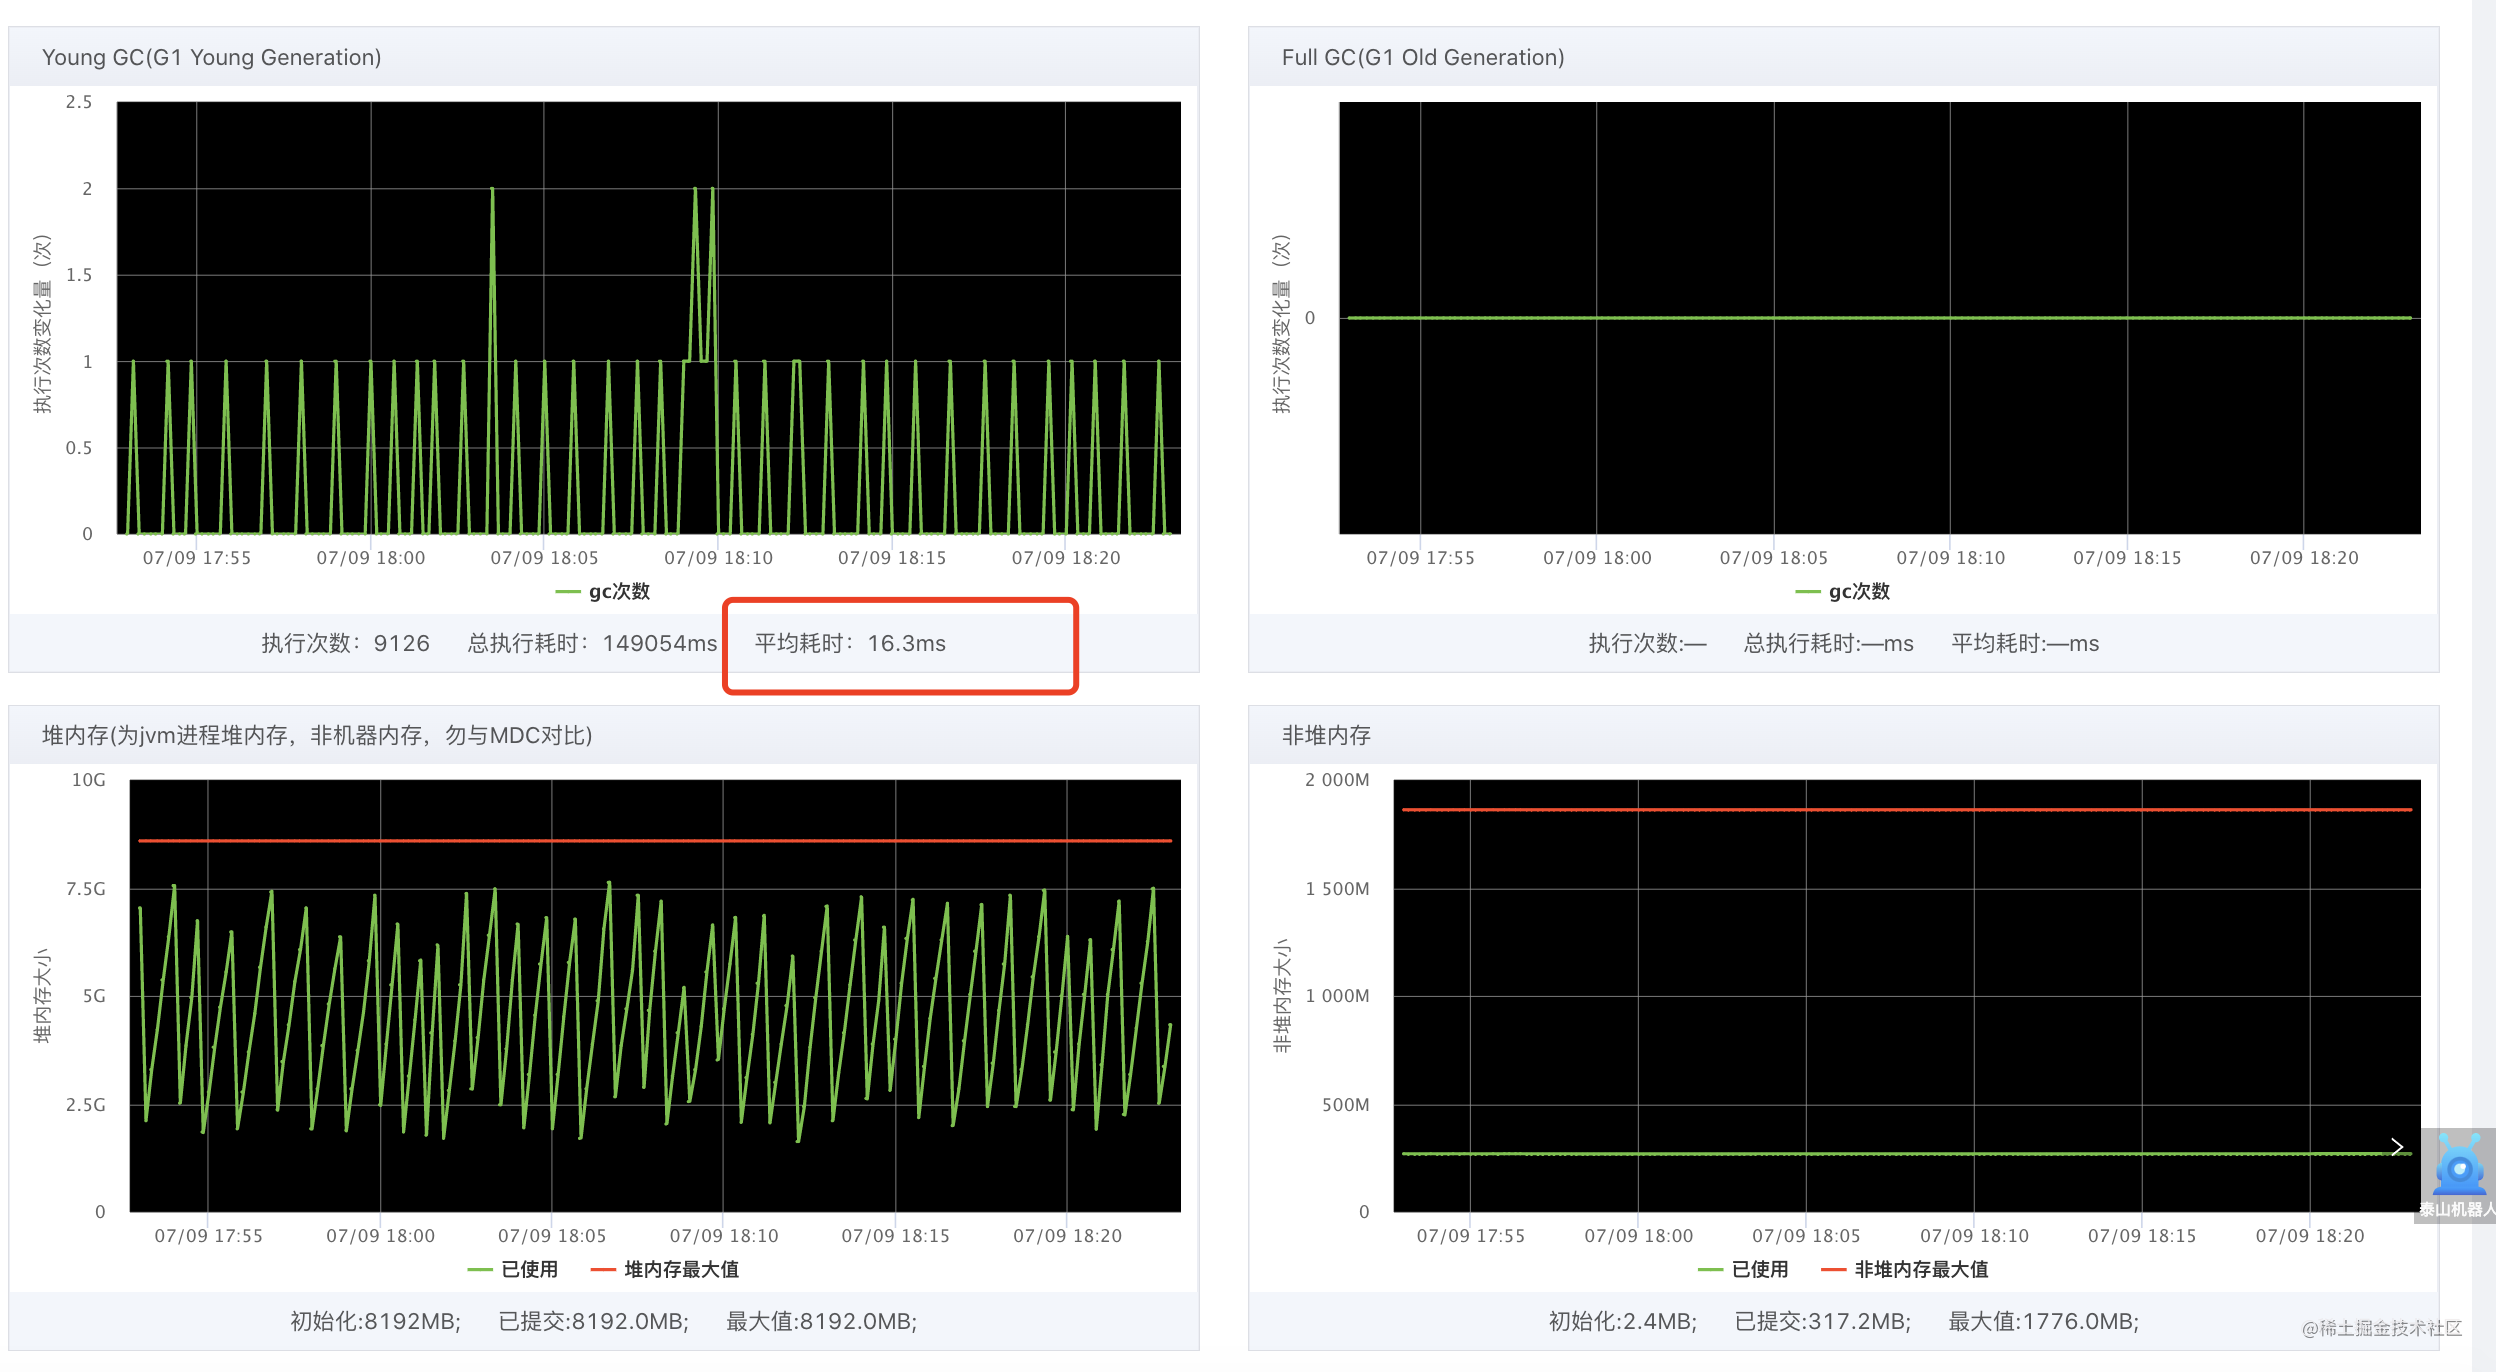 Young GC(G1 Young Generation)
2.5
2
1.5
1
0.5
0
执行次数变化量（次）
07/09 17:55
07/09 18:00
07/09 18:05
07/09 18:10
07/09 18:15
07/09 18:20
gc次数
执行次数：9126 总执行耗时：149054ms 平均耗时：16.3ms
Full GC(G1 Old Generation)
0
执行次数变化量（次）
07/09 17:55
07/09 18:00
07/09 18:05
07/09 18:10
07/09 18:15
07/09 18:20
gc次数
执行次数:— 总执行耗时:—ms 平均耗时:—ms
堆内存(为jvm进程堆内存，非机器内存，勿与MDC对比)
10G
7.5G
5G
2.5G
0
堆内存大小
07/09 17:55
07/09 18:00
07/09 18:05
07/09 18:10
07/09 18:15
07/09 18:20
已使用 堆内存最大值
初始化:8192MB; 已提交:8192.0MB; 最大值:8192.0MB;
非堆内存
2 000M
1 500M
1 000M
500M
0
非堆内存大小
07/09 17:55
07/09 18:00
07/09 18:05
07/09 18:10
07/09 18:15
07/09 18:20
已使用 非堆内存最大值
初始化:2.4MB; 已提交:317.2MB; 最大值:1776.0MB;
泰山机器人
@稀土掘金技术社区